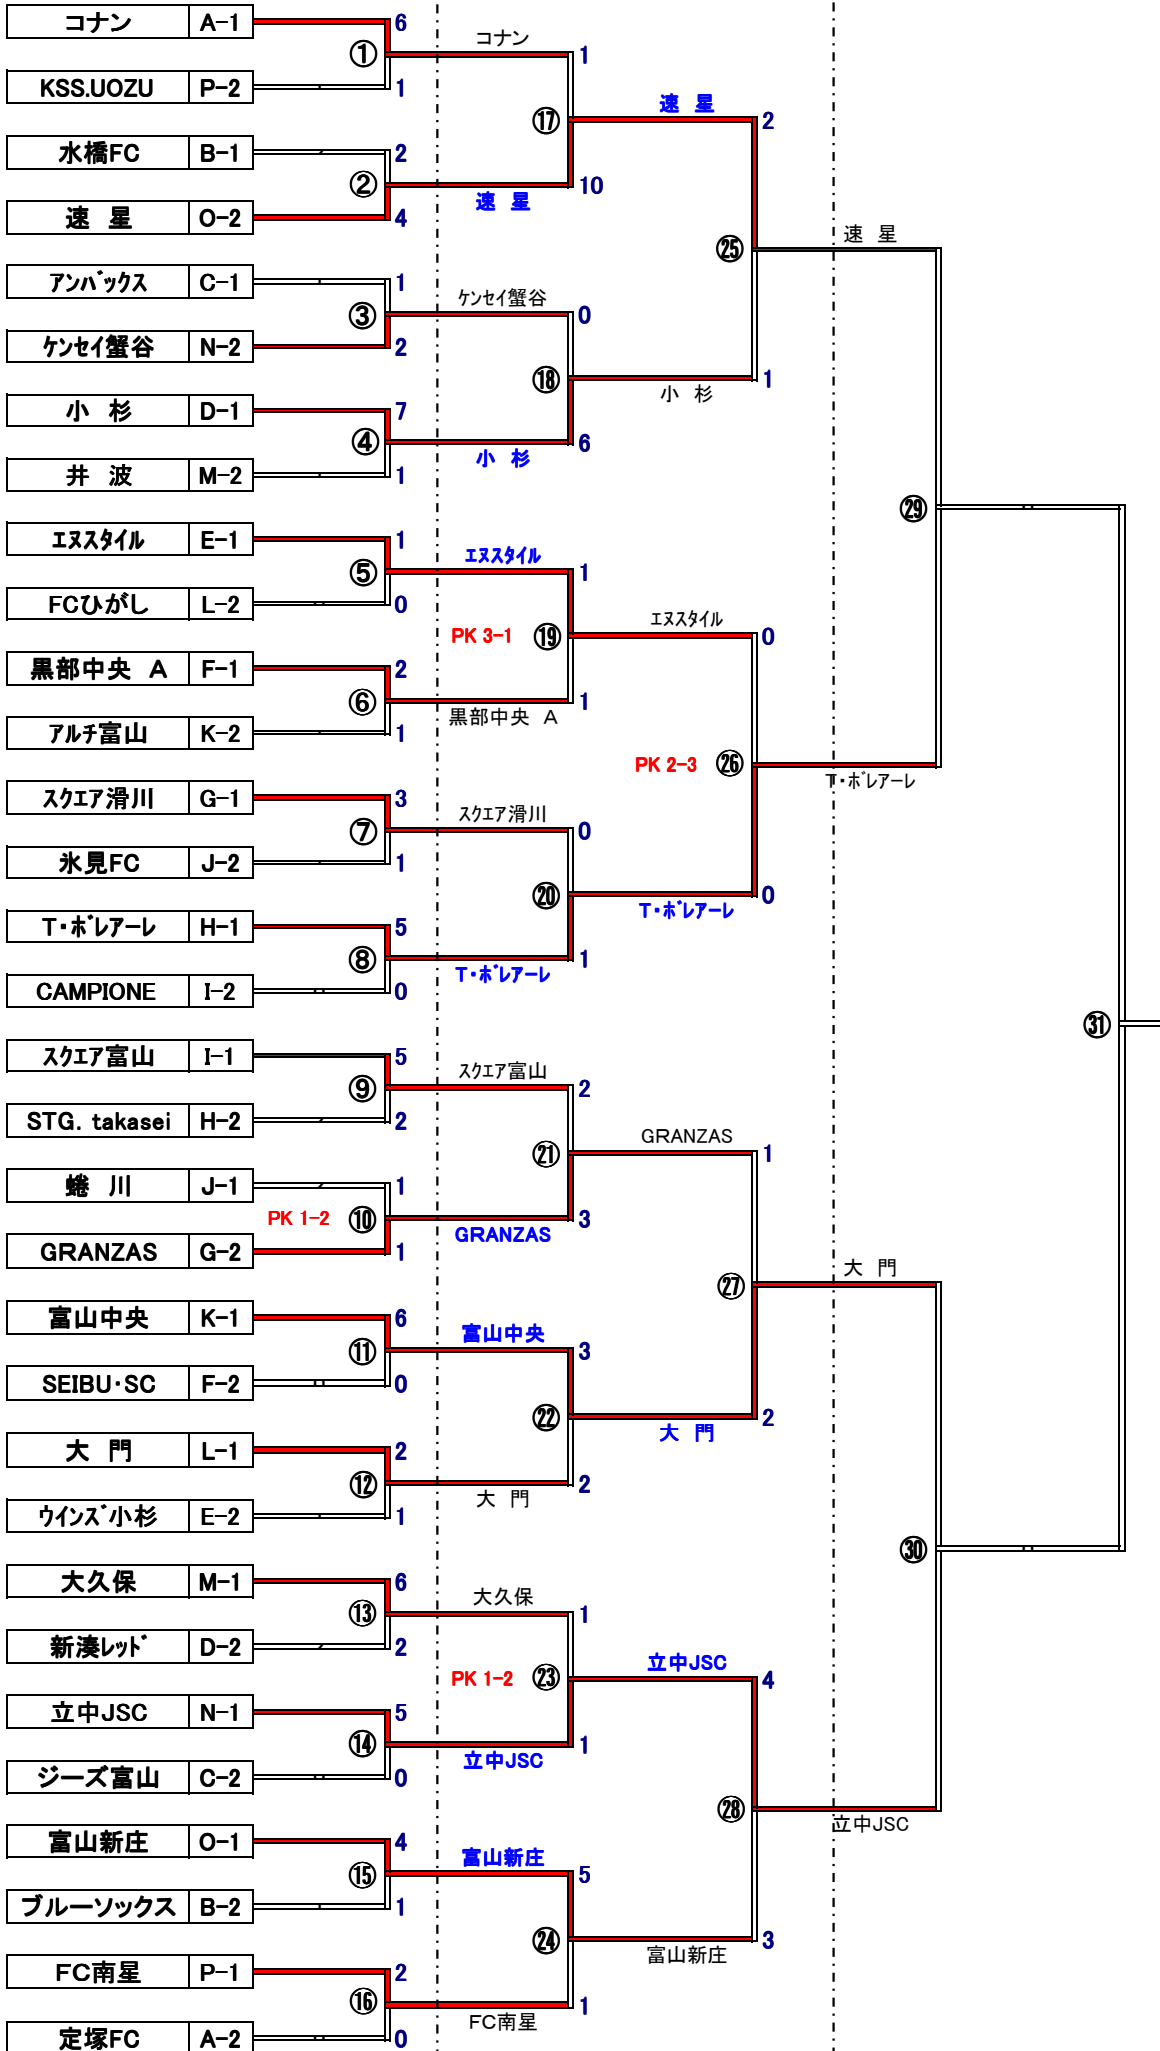 コナン A-1 6
コナン 1
① 
KSS.UOZU P-2 1
速 星 2
⑰
水橋FC B-1 2
② 10
速 星
速 星 O-2 4
速 星
㉕
アンバックス C-1 1
ケンセイ蟹谷 0
③
ケンセイ蟹谷 N-2 2
⑱ 1
小 杉
小 杉 D-1 7
④ 6
小 杉
井 波 M-2 1
㉙
エヌスタイル E-1 1
エヌスタイル 1
⑤
FCひがし L-2 0
エヌスタイル 0
PK 3-1 ⑲
黒部中央 A F-1 2
⑥ 1
黒部中央 A
アルチ富山 K-2 1
PK 2-3 ㉖
T・ボレアーレ
スクエア滑川 G-1 3
スクエア滑川 0
⑦
氷見FC J-2 1
⑳ 0
T・ボレアーレ
T・ボレアーレ H-1 5
⑧ 1
T・ボレアーレ
CAMPIONE I-2 0
㉛
スクエア富山 I-1 5
スクエア富山 2
⑨
STG. takasei H-2 2
GRANZAS 1
㉑
蜷 川 J-1 1
PK 1-2 ⑩ 3
GRANZAS
GRANZAS G-2 1
大 門
㉗
富山中央 K-1 6
富山中央 3
⑪
SEIBU・SC F-2 0
㉒ 2
大 門
大 門 L-1 2
⑫ 2
大 門
ウインズ小杉 E-2 1
㉚
大久保 M-1 6
大久保 1
⑬
新湊レッド D-2 2
立中JSC 4
PK 1-2 ㉓
立中JSC N-1 5
⑭ 1
立中JSC
ジーズ富山 C-2 0
㉘
立中JSC
富山新庄 O-1 4
富山新庄 5
⑮
ブルーソックス B-2 1
㉔ 3
富山新庄
FC南星 P-1 2
⑯ 1
FC南星
定塚FC A-2 0